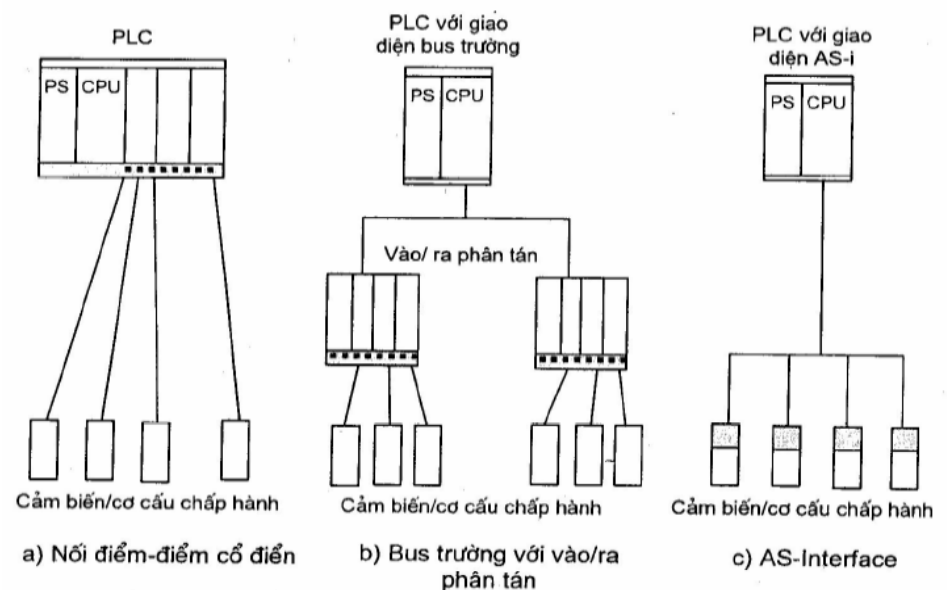 PLC
PS CPU
Cảm biến/cơ cấu chấp hành
a) Nối điểm-điểm cổ điển
PLC với giao
diện bus trường
PS CPU
Vào/ ra phân tán
Cảm biến/cơ cấu chấp hành
b) Bus trường với vào/ra
phân tán
PLC với giao
diện AS-i
PS CPU
Cảm biến/cơ cấu chấp hành
c) AS-Interface